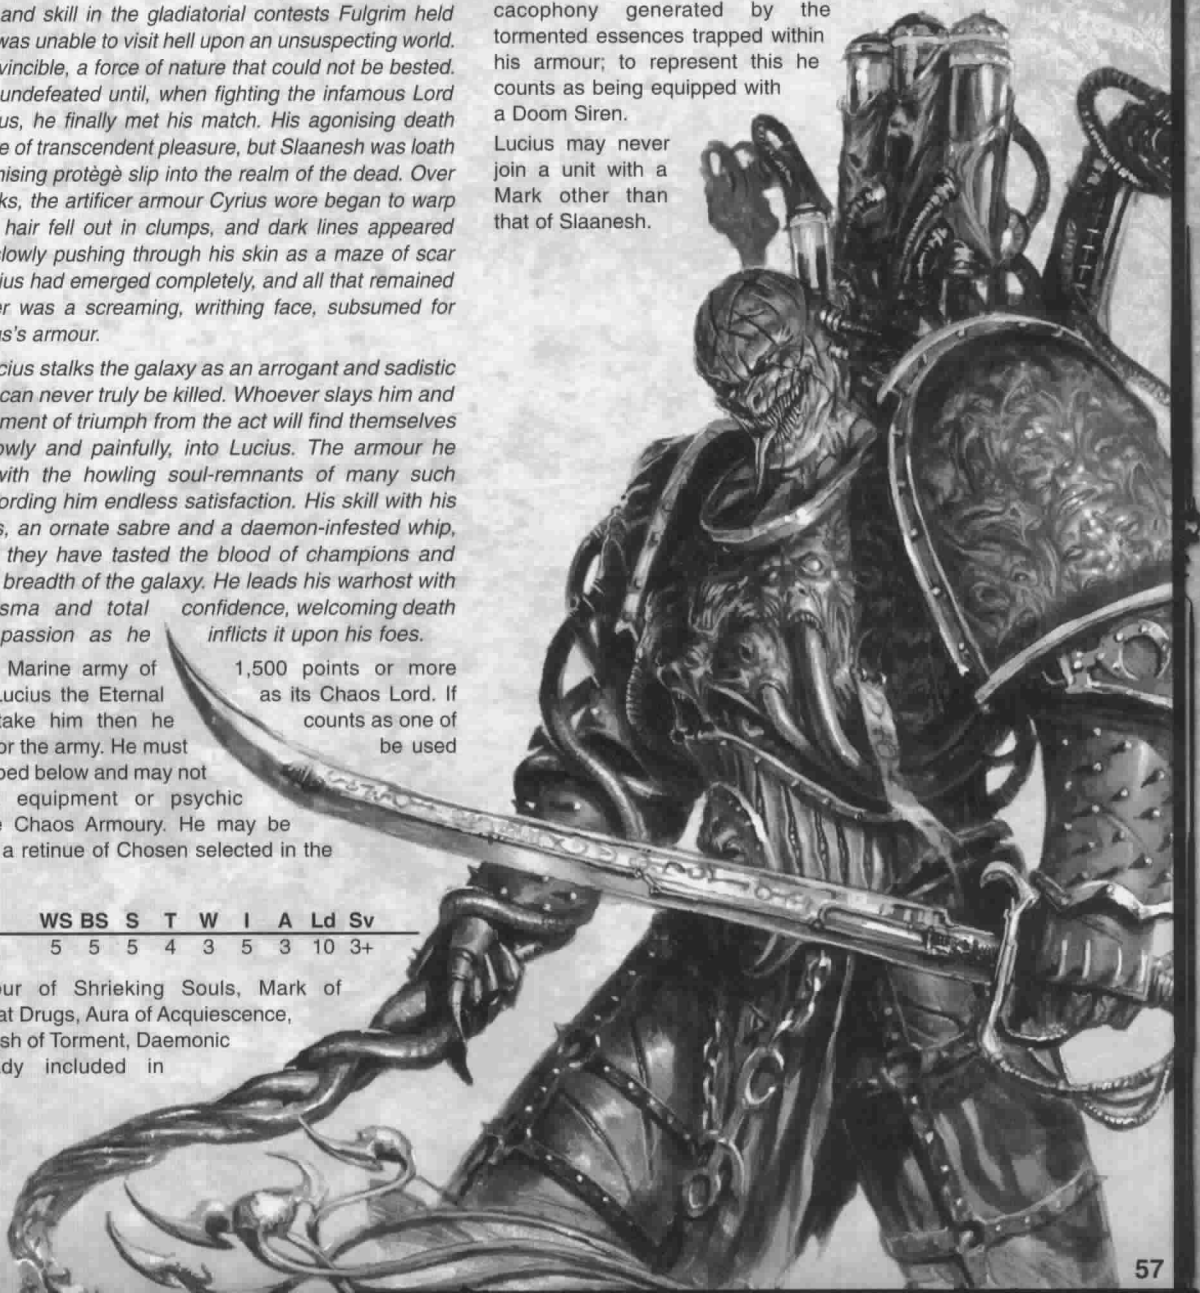 and skill in the gladiatorial contests Fulgrim held
was unable to visit hell upon an unsuspecting world.
vincible, a force of nature that could not be bested.
undefeated until, when fighting the infamous Lord
us, he finally met his match. His agonising death
e of transcendent pleasure, but Slaanesh was loath
nising protègè slip into the realm of the dead. Over
ks, the artificer armour Cyrius wore began to warp
hair fell out in clumps, and dark lines appeared
lowly pushing through his skin as a maze of scar
ius had emerged completely, and all that remained
er was a screaming, writhing face, subsumed for
us's armour.
cius stalks the galaxy as an arrogant and sadistic
can never truly be killed. Whoever slays him and
ment of triumph from the act will find themselves
owly and painfully, into Lucius. The armour he
with the howling soul-remnants of many such
fording him endless satisfaction. His skill with his
s, an ornate sabre and a daemon-infested whip,
they have tasted the blood of champions and
breadth of the galaxy. He leads his warhost with
sma and total confidence, welcoming death
passion as he inflicts it upon his foes.
Marine army of 1,500 points or more
Lucius the Eternal as its Chaos Lord. If
take him then he counts as one of
or the army. He must be used
bed below and may not
equipment or psychic
e Chaos Armoury. He may be
a retinue of Chosen selected in the
WS BS S T W I A Ld Sv
5 5 5 4 3 5 3 10 3+
our of Shrieking Souls, Mark of
at Drugs, Aura of Acquiescence,
sh of Torment, Daemonic
dy included in
cacophony generated by the
tormented essences trapped within
his armour; to represent this he
counts as being equipped with
a Doom Siren.
Lucius may never
join a unit with a
Mark other than
that of Slaanesh.
57